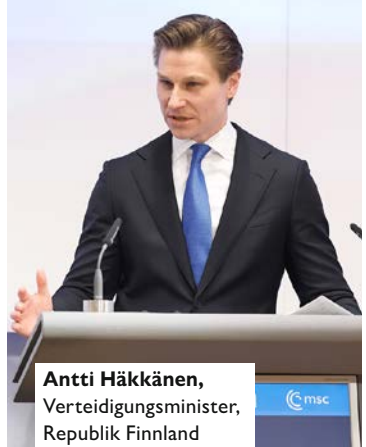 Antti Häkkänen,
Verteidigungsminister,
Republik Finnland
msc